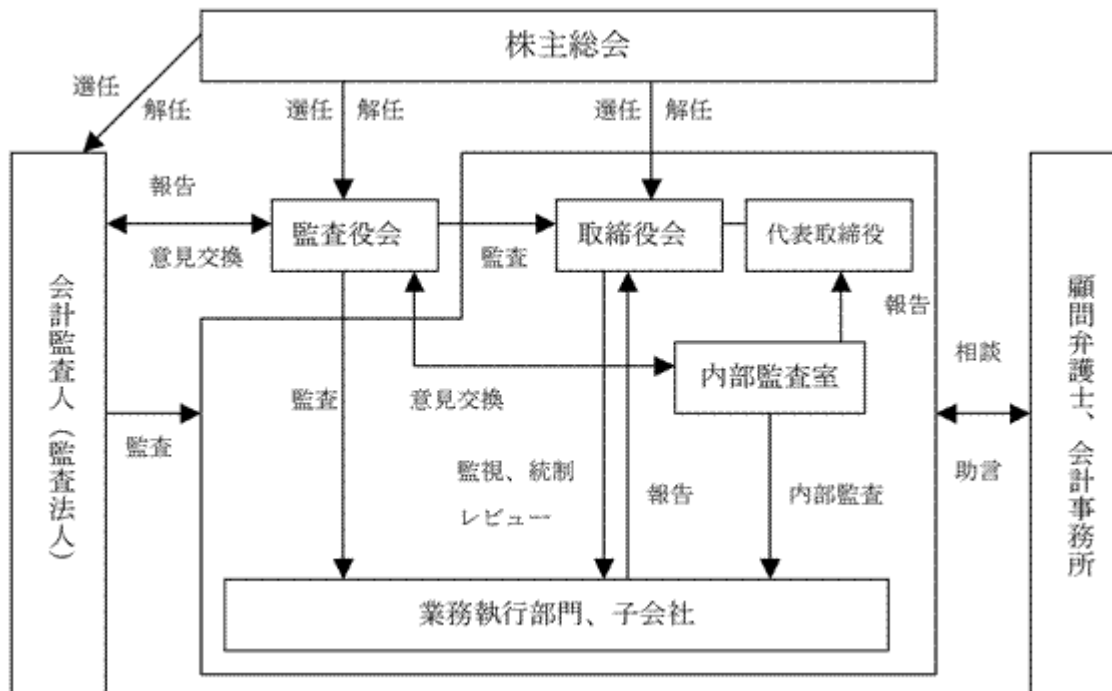 株主総会
選任
解任
選任
解任
選任
解任
報告
意見交換
監査役会
監査
取締役会
代表取締役
報告
会計監査人（監査法人）
監査
監査
意見交換
内部監査室
監視、統制
レビュー
報告
内部監査
相談
助言
顧問弁護士、会計事務所
業務執行部門、子会社